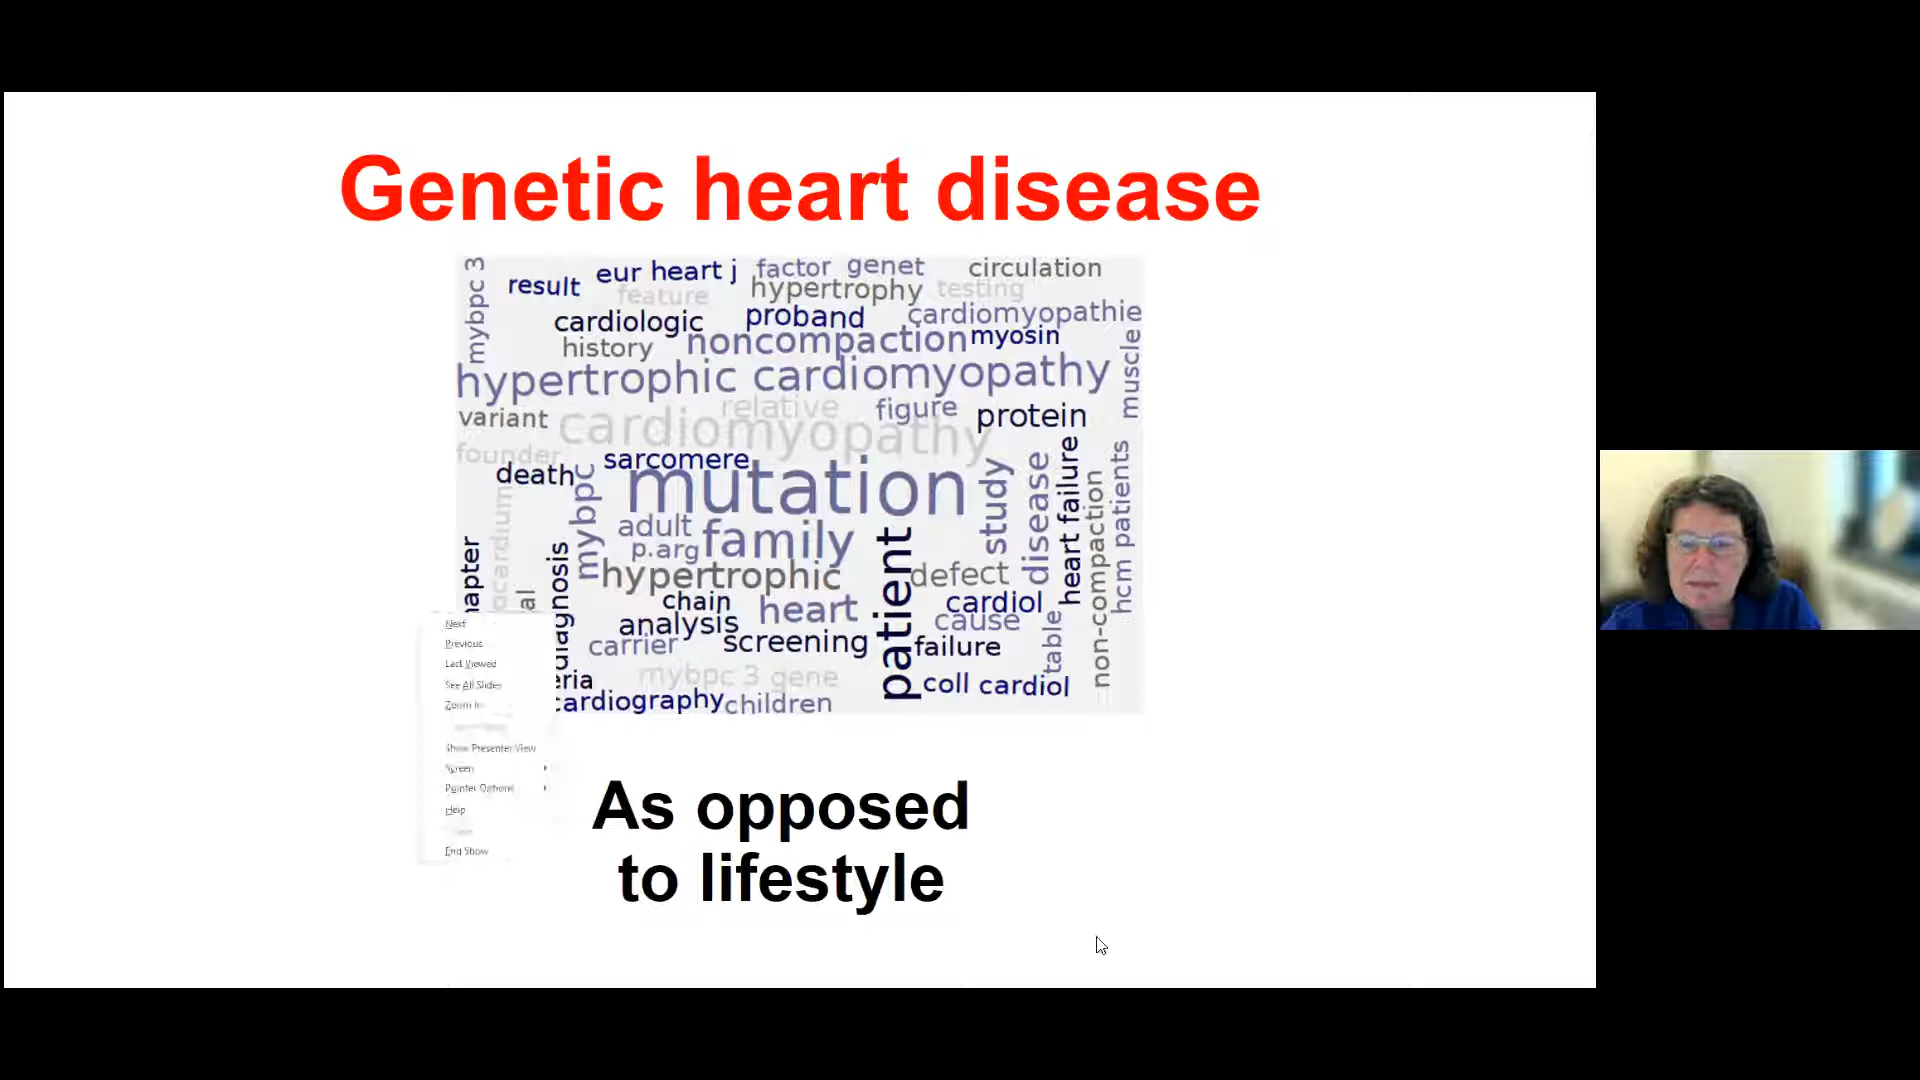 Genetic heart disease
mybpc 3
result
eur heart j
factor
genet
circulation
feature
hypertrophy
testing
cardiologic
proband
cardiomyopathie
history
noncompaction
myosin
muscle
hypertrophic cardiomyopathy
variant
relative
figure
protein
cardiomyopathy
founder
death
sarcomere
mutation
mybpc
study
disease
heart failure
non-compaction
hcm patients
adult
family
p.arg
patient
hypertrophic
defect
hapter
ocardium
al
diagnosis
chain
heart
cardiol
analysis
cause
carrier
screening
failure
table
mybpc 3 gene
eria
coll cardiol
cardiography
children
Next
Previous
Last Viewed
See All Slides
Zoom In
Show Presenter View
Screen
Pointer Options
Help
End Show
As opposed
to lifestyle